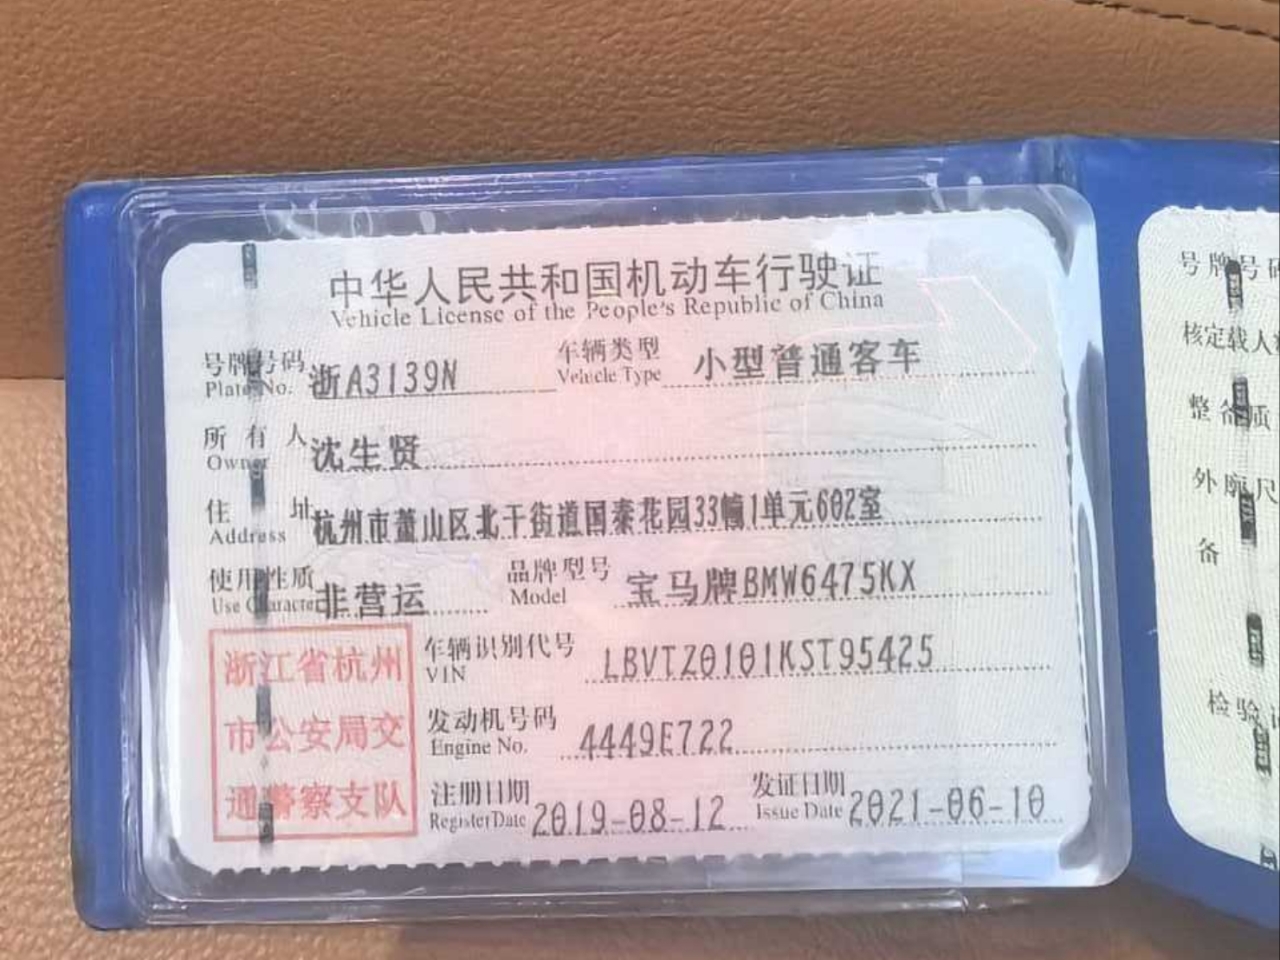 中华人民共和国机动车行驶证
Vehicle License of the People's Republic of China
号牌号码 浙A3139N 车辆类型 小型普通客车
Plate No. Vehicle Type
所有人 沈生贤
Owner
住址 杭州市萧山区北干街道国泰花园33幢1单元602室
Address
使用性质 非营运 品牌型号 宝马牌BMW6475KX
Use Character Model
车辆识别代号 LBVTZ0101KST95425
VIN
发动机号码 4449E722
Engine No.
注册日期 2019-08-12 发证日期 2021-06-10
Register Date Issue Date
浙江省杭州
市公安局交
通警察支队
号牌号码
核定载人
整备质
外廓尺
备
检验